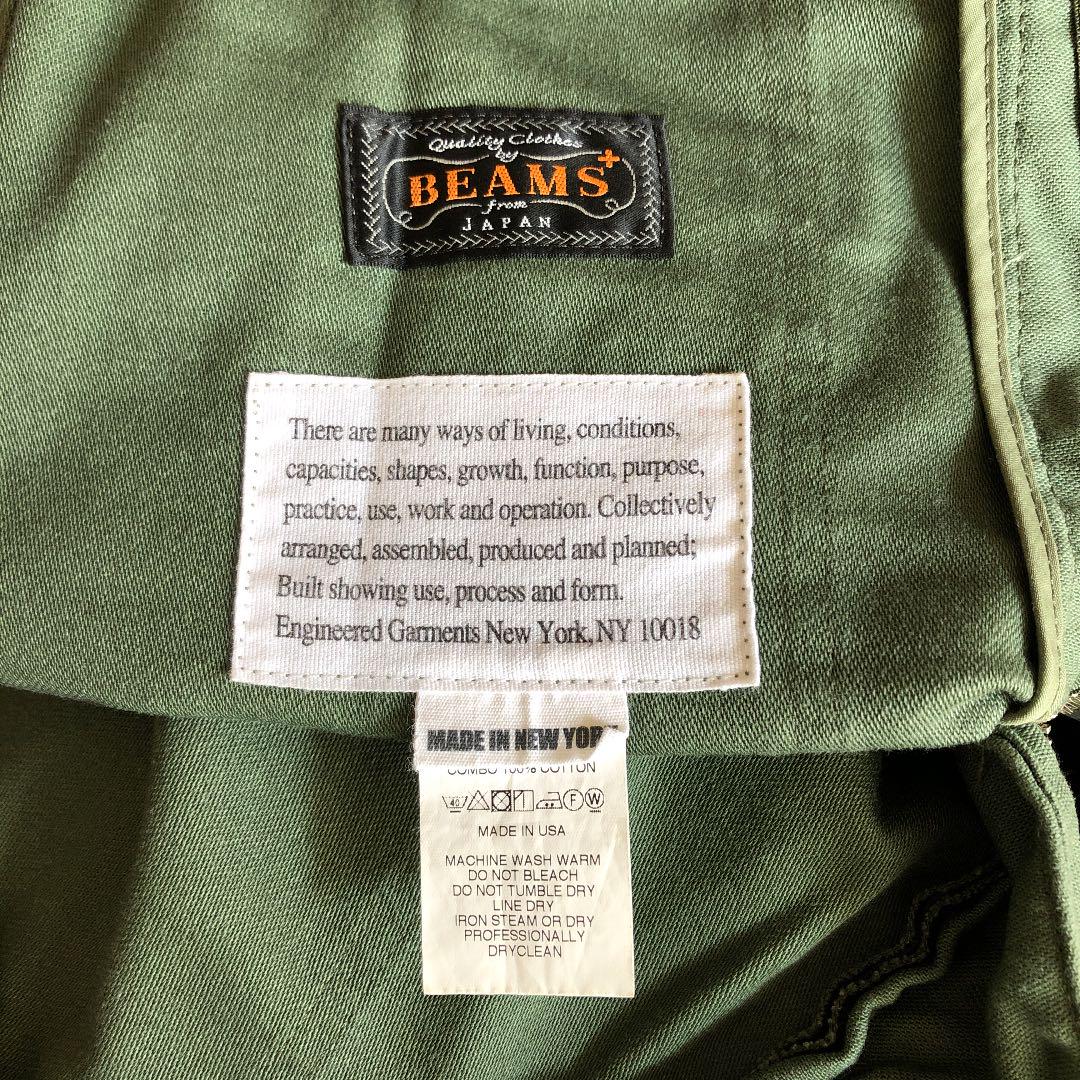 Quality Clothes
by
BEAMS+
from
JAPAN
There are many ways of living, conditions,
capacities, shapes, growth, function, purpose,
practice, use, work and operation. Collectively
arranged, assembled, produced and planned;
Built showing use, process and form.
Engineered Garments New York, NY 10018
MADE IN NEW
COMBO 100% COTTON
40 F W
MADE IN USA
MACHINE WASH WARM
DO NOT BLEACH
DO NOT TUMBLE DRY
LINE DRY
IRON STEAM OR DRY
PROFESSIONALLY
DRYCLEAN